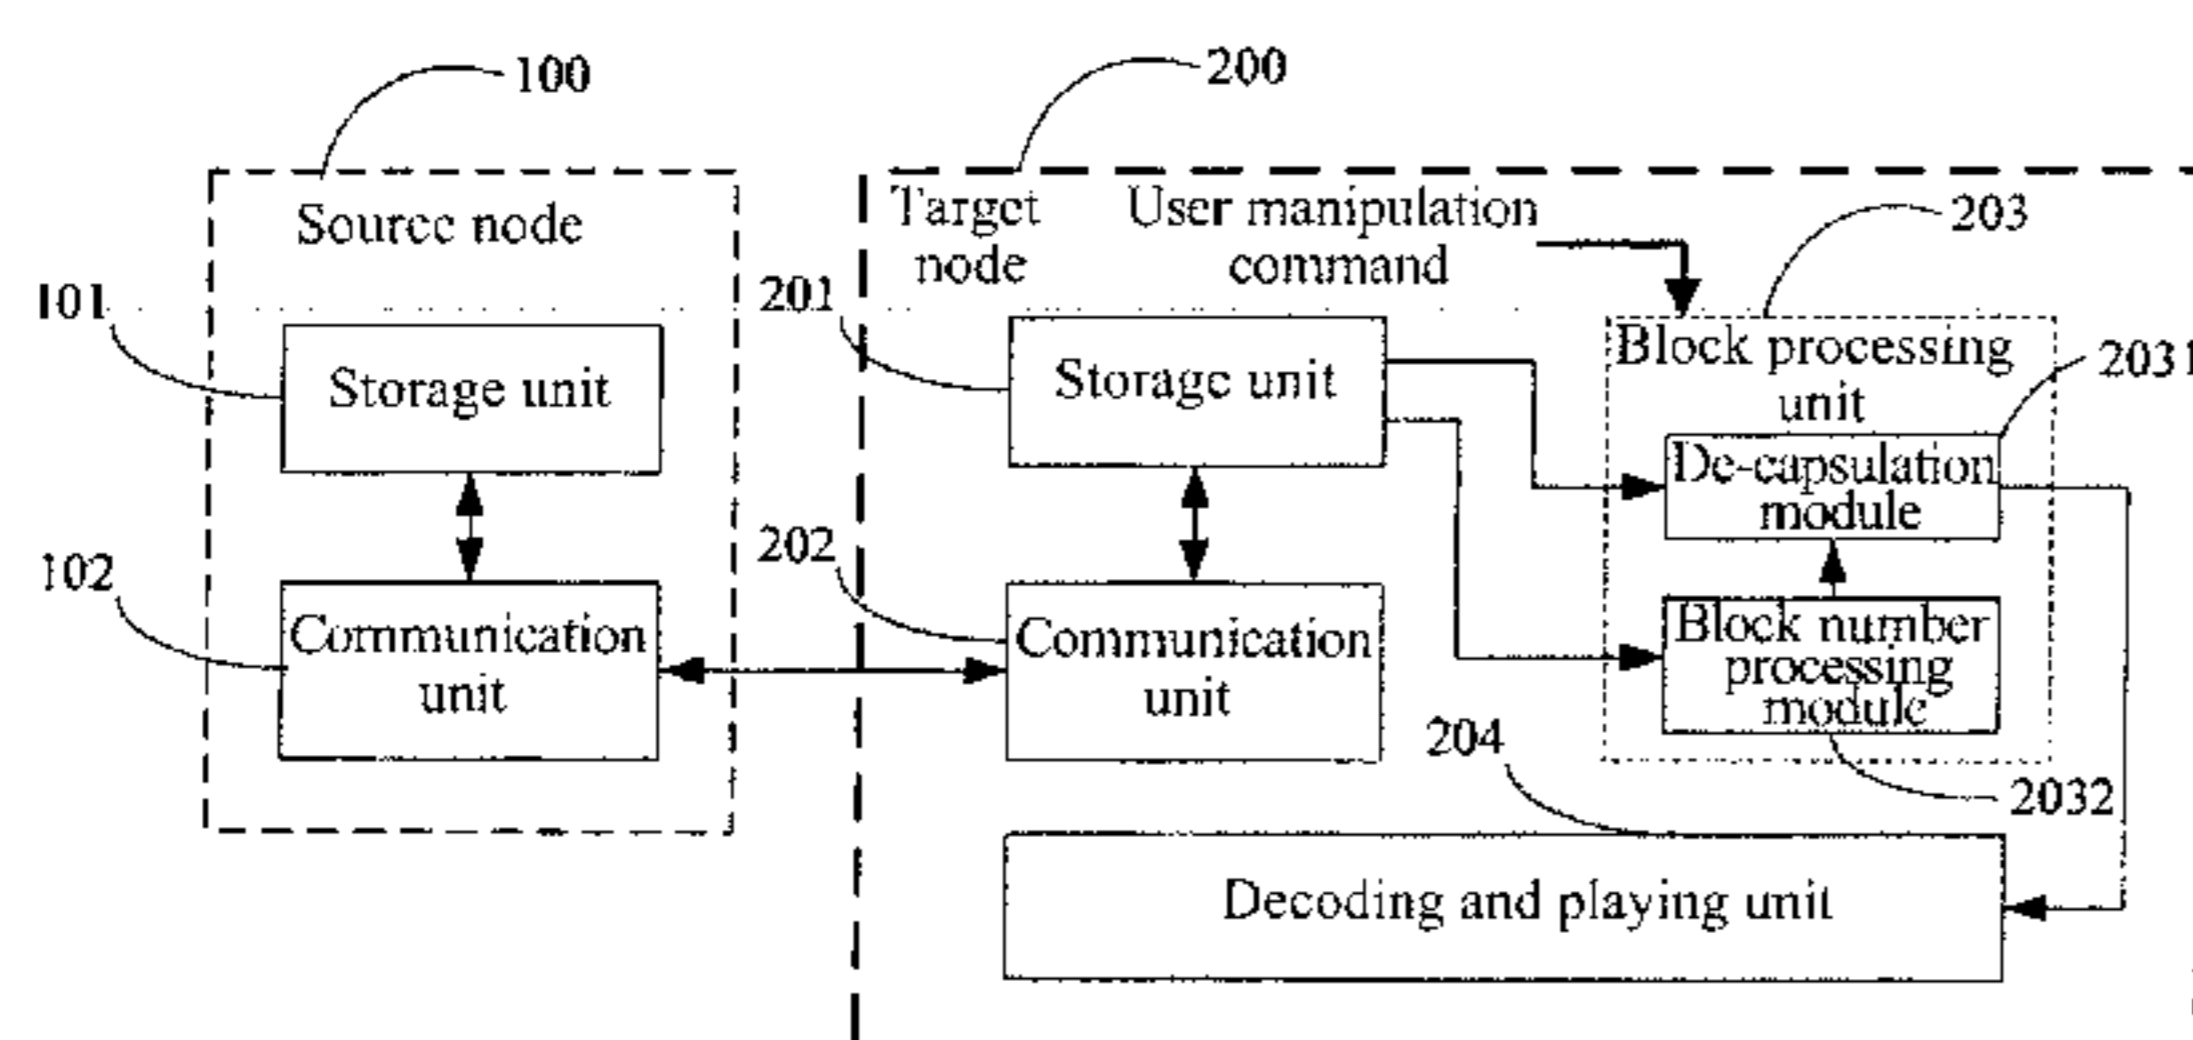 100
200
Source node
Target
node
User manipulation
command
203
101
201
Storage unit
Storage unit
Block processing
unit
2031
De-capsulation
module
102
202
Communication
unit
Communication
unit
Block number
processing
module
204
2032
Decoding and playing unit